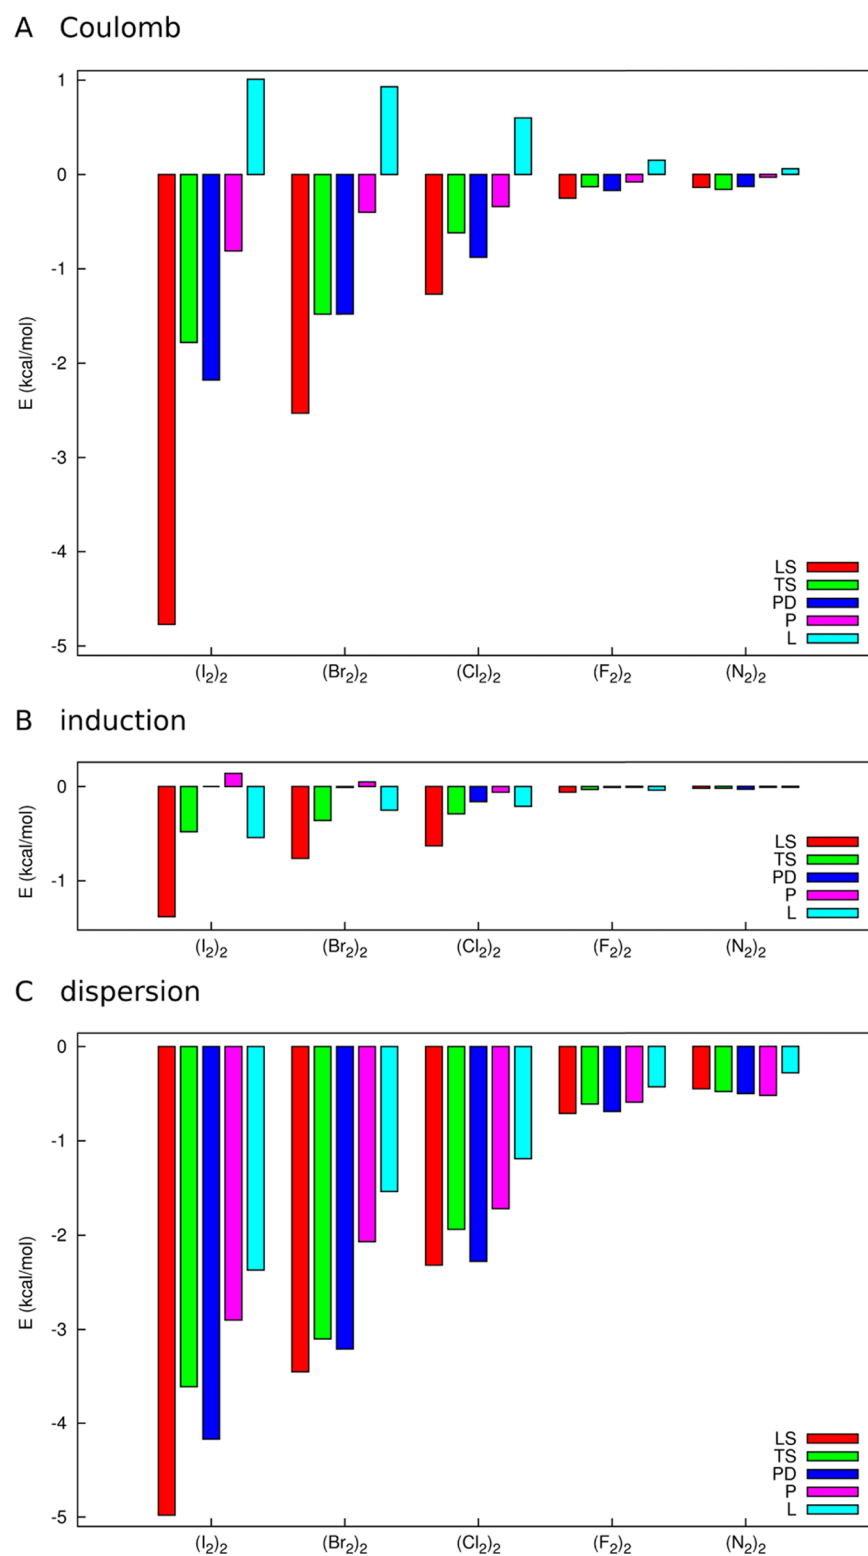 A Coulomb
1
0
-1
-2
-3
-4
-5
E (kcal/mol)
LS
TS
PD
P
L
(I₂)₂ (Br₂)₂ (Cl₂)₂ (F₂)₂ (N₂)₂
B induction
0
-1
E (kcal/mol)
LS
TS
PD
P
L
(I₂)₂ (Br₂)₂ (Cl₂)₂ (F₂)₂ (N₂)₂
C dispersion
0
-1
-2
-3
-4
-5
E (kcal/mol)
LS
TS
PD
P
L
(I₂)₂ (Br₂)₂ (Cl₂)₂ (F₂)₂ (N₂)₂